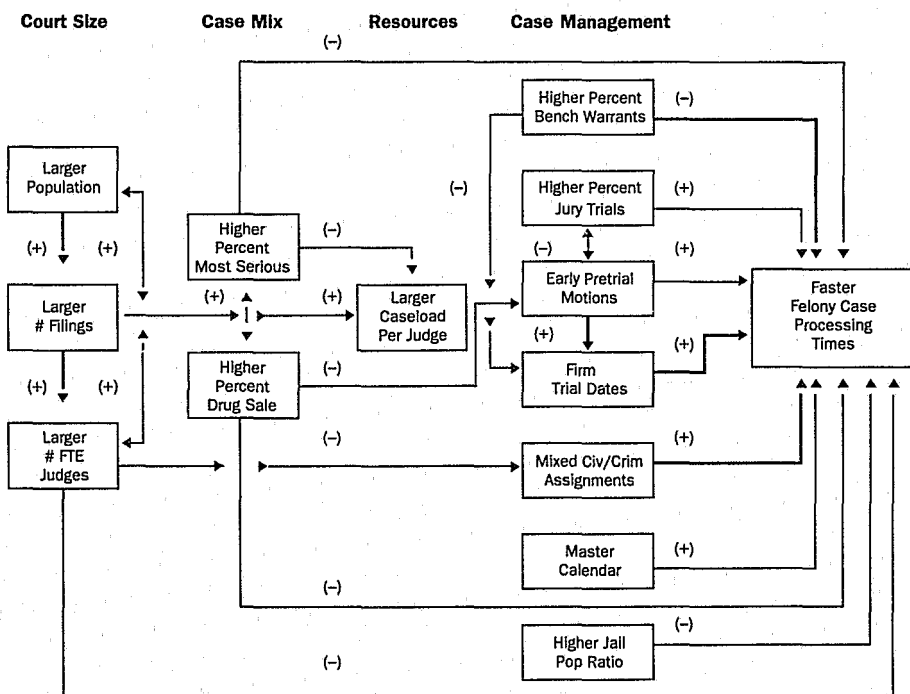 Court Size
Case Mix
Resources
Case Management
(–)
Higher Percent
Bench Warrants
(–)
Larger
Population
(–)
Higher Percent
Jury Trials
(+)
(+)
(+)
Higher
Percent
Most Serious
(–)
(–)
(+)
Early Pretrial
Motions
Faster
Felony Case
Processing
Times
Larger
# Filings
(+)
(+)
Larger
Caseload
Per Judge
(+)
(+)
Firm
Trial Dates
(+)
(+)
Higher
Percent
Drug Sale
(–)
Larger
# FTE
Judges
(–)
Mixed Civ/Crim
Assignments
(+)
Master
Calendar
(+)
(–)
Higher Jail
Pop Ratio
(–)
(–)